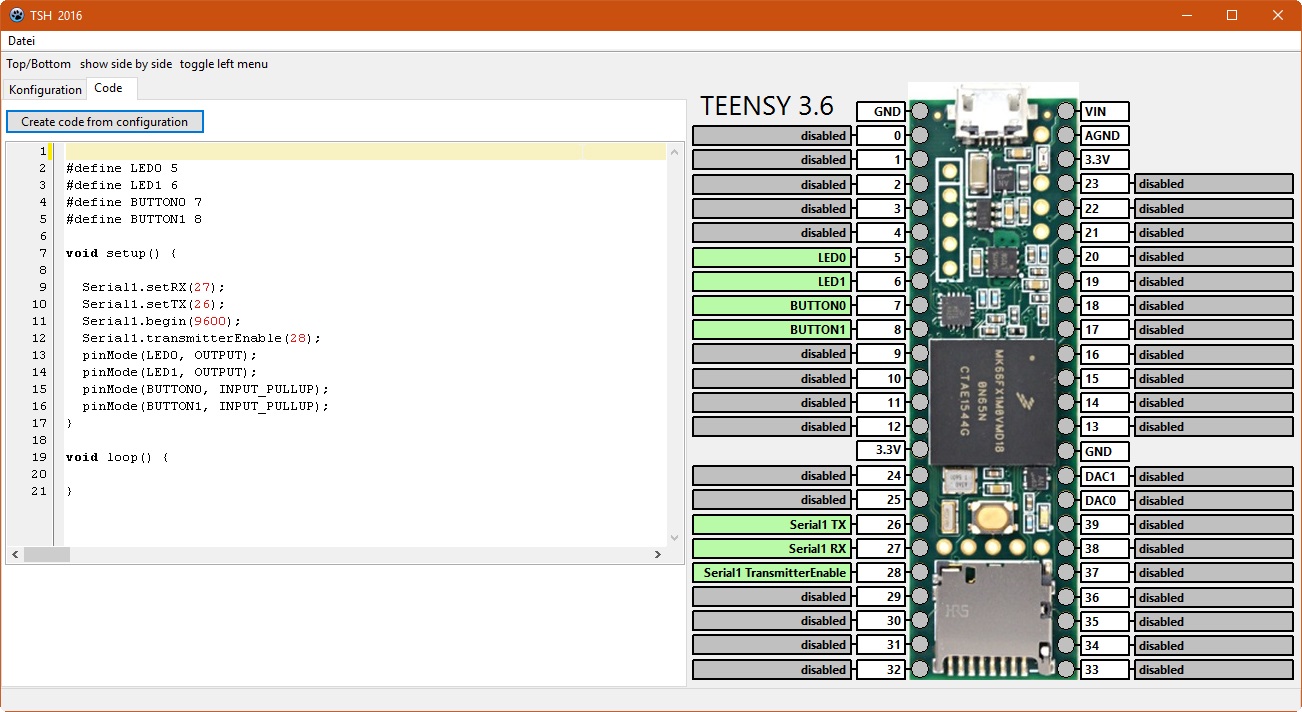 TSH 2016
Datei
Top/Bottom show side by side toggle left menu
Konfiguration Code
Create code from configuration
1
2 #define LED0 5
3 #define LED1 6
4 #define BUTTON0 7
5 #define BUTTON1 8
6
7 void setup() {
8
9 Serial1.setRX(27);
10 Serial1.setTX(26);
11 Serial1.begin(9600);
12 Serial1.transmitterEnable(28);
13 pinMode(LED0, OUTPUT);
14 pinMode(LED1, OUTPUT);
15 pinMode(BUTTON0, INPUT_PULLUP);
16 pinMode(BUTTON1, INPUT_PULLUP);
17 }
18
19 void loop() {
20
21 }
TEENSY 3.6
GND
disabled 0
disabled 1
disabled 2
disabled 3
disabled 4
LED0 5
LED1 6
BUTTON0 7
BUTTON1 8
disabled 9
disabled 10
disabled 11
disabled 12
3.3V
disabled 24
disabled 25
Serial1 TX 26
Serial1 RX 27
Serial1 TransmitterEnable 28
disabled 29
disabled 30
disabled 31
disabled 32
MK66FX1M0VMD18
0N65N
CTAE1544G
HRS
VIN
AGND
3.3V
23 disabled
22 disabled
21 disabled
20 disabled
19 disabled
18 disabled
17 disabled
16 disabled
15 disabled
14 disabled
13 disabled
GND
DAC1 disabled
DAC0 disabled
39 disabled
38 disabled
37 disabled
36 disabled
35 disabled
34 disabled
33 disabled